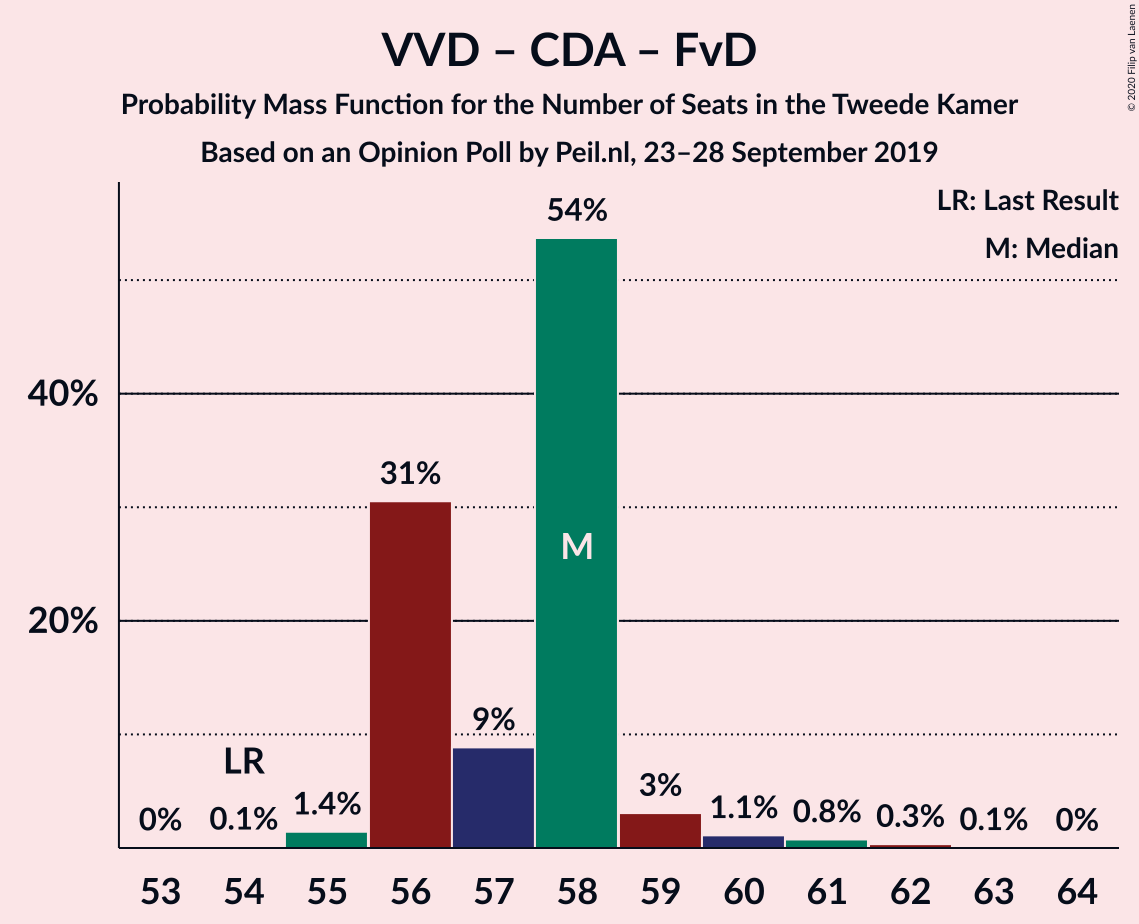 VVD – CDA – FvD
Probability Mass Function for the Number of Seats in the Tweede Kamer
Based on an Opinion Poll by Peil.nl, 23–28 September 2019
© 2020 Filip van Laenen
LR: Last Result
M: Median
40%
20%
0%
LR
0.1%
1.4%
31%
9%
54%
M
3%
1.1%
0.8%
0.3%
0.1%
0%
53 54 55 56 57 58 59 60 61 62 63 64